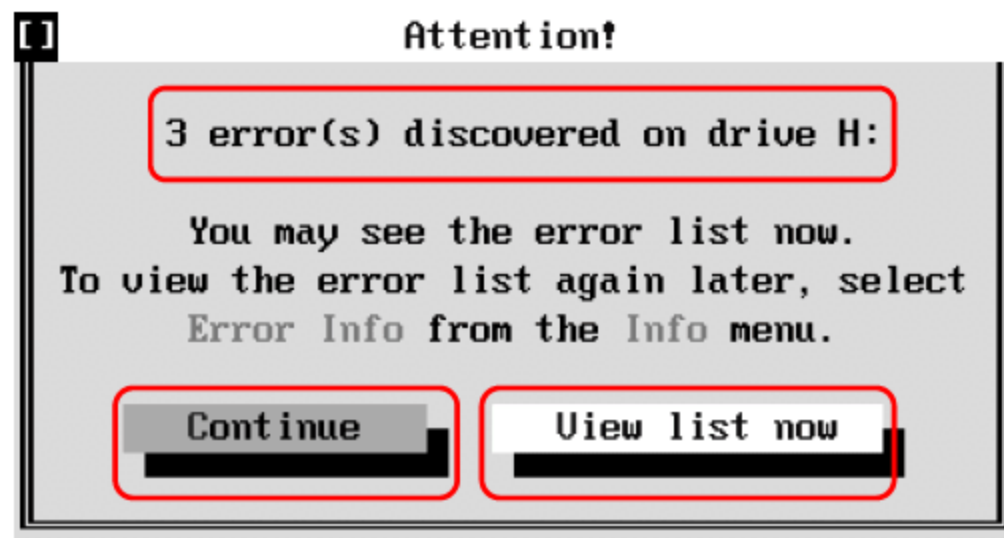 [ ] Attention!
3 error(s) discovered on drive H:
You may see the error list now.
To view the error list again later, select
Error Info from the Info menu.
Continue View list now